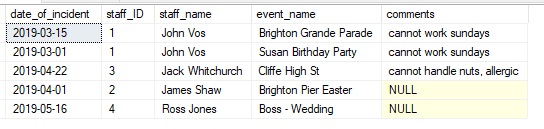 date_of_incident staff_ID staff_name event_name comments
2019-03-15 1 John Vos Brighton Grande Parade cannot work sundays
2019-03-01 1 John Vos Susan Birthday Party cannot work sundays
2019-04-22 3 Jack Whitchurch Cliffe High St cannot handle nuts, allergic
2019-04-01 2 James Shaw Brighton Pier Easter NULL
2019-05-16 4 Ross Jones Boss - Wedding NULL